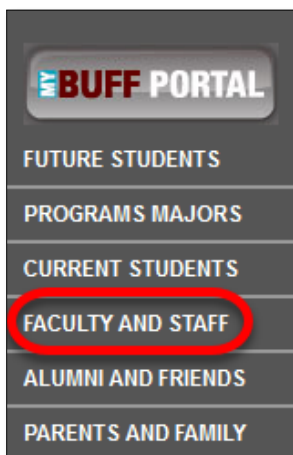 MY BUFF PORTAL
FUTURE STUDENTS
PROGRAMS MAJORS
CURRENT STUDENTS
FACULTY AND STAFF
ALUMNI AND FRIENDS
PARENTS AND FAMILY